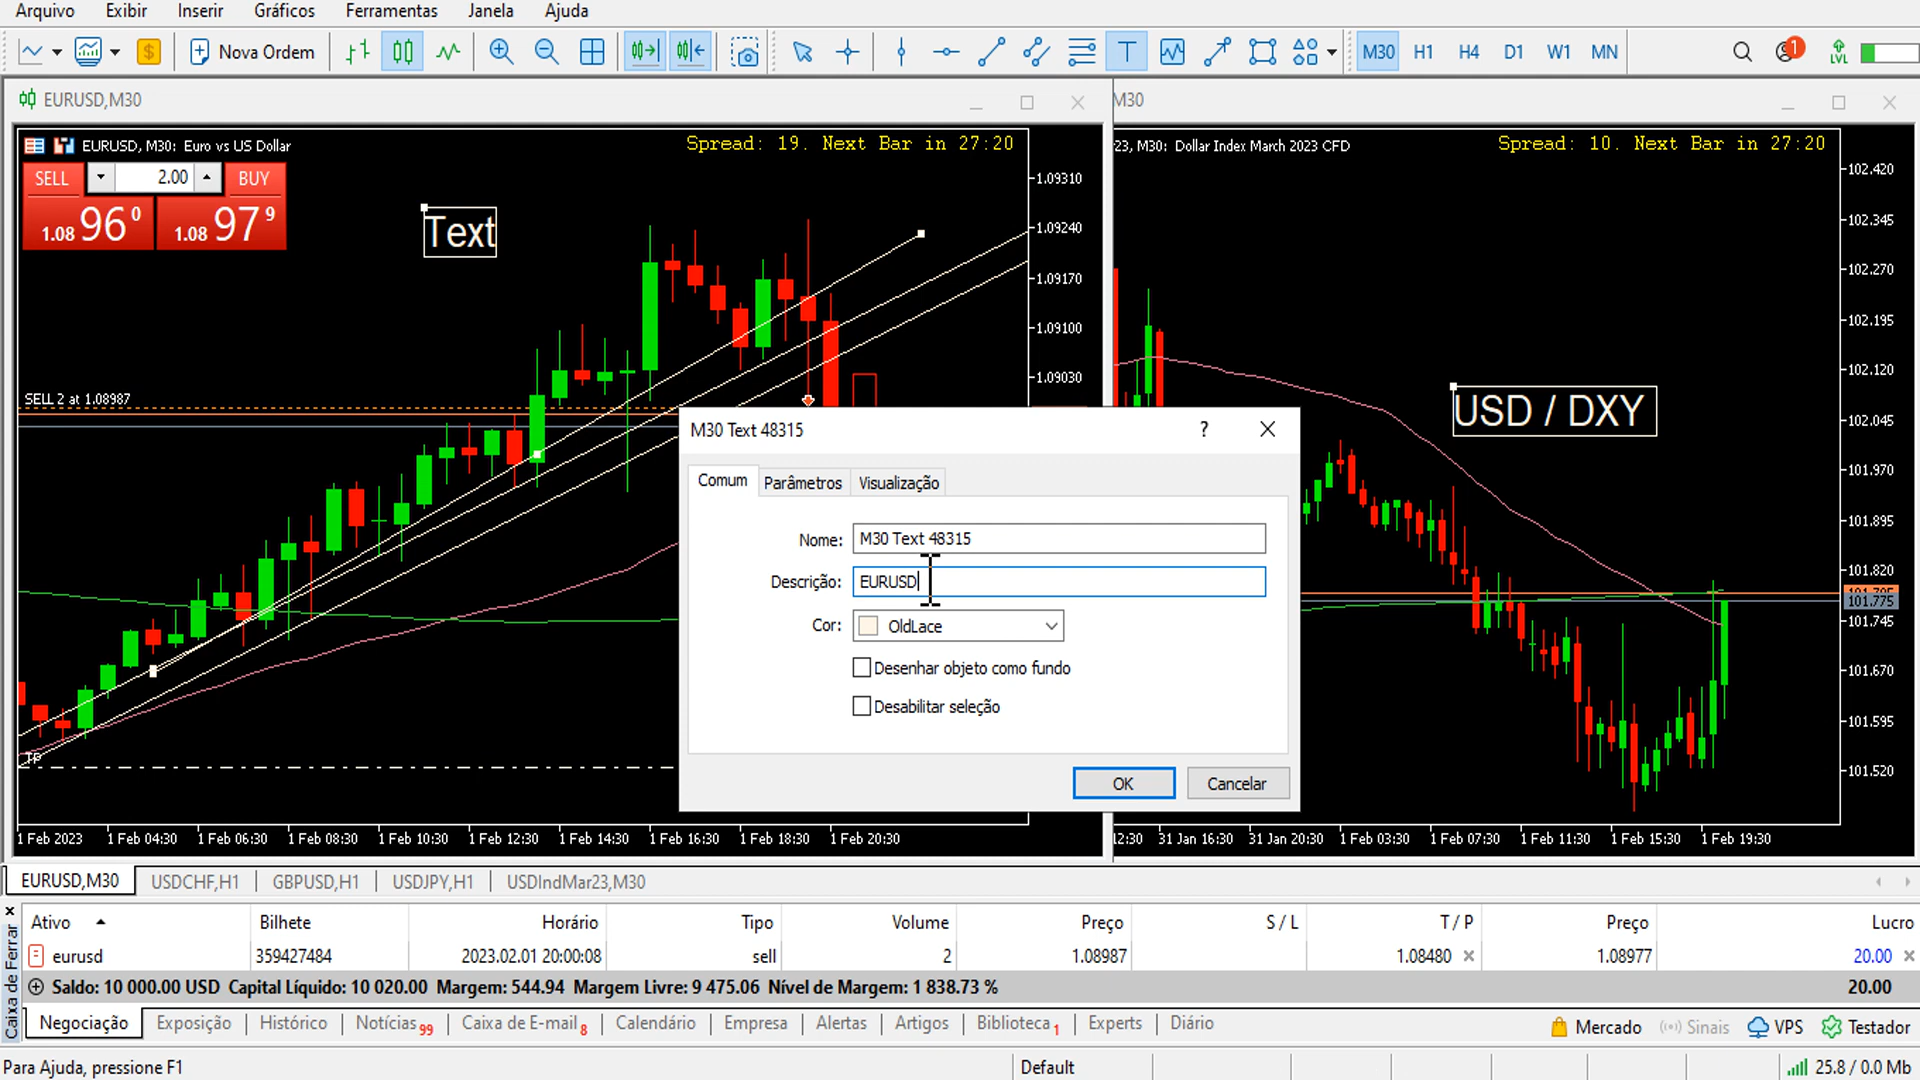 Arquivo Exibir Inserir Gráficos Ferramentas Janela Ajuda
$ Nova Ordem T M30 H1 H4 D1 W1 MN 1 LVL
EURUSD,M30
EURUSD, M30: Euro vs US Dollar Spread: 19. Next Bar in 27:20
SELL 2.00 BUY
1.08 96 0 1.08 97 9
Text
SELL 2 at 1.08987
TP
1.09310
1.09240
1.09170
1.09100
1.09030
1 Feb 2023 1 Feb 04:30 1 Feb 06:30 1 Feb 08:30 1 Feb 10:30 1 Feb 12:30 1 Feb 14:30 1 Feb 16:30 1 Feb 18:30 1 Feb 20:30
M30
23, M30: Dollar Index March 2023 CFD Spread: 10. Next Bar in 27:20
USD / DXY
102.420
102.345
102.270
102.195
102.120
102.045
101.970
101.895
101.820
101.775
101.745
101.670
101.595
101.520
12:30 31 Jan 16:30 31 Jan 20:30 1 Feb 03:30 1 Feb 07:30 1 Feb 11:30 1 Feb 15:30 1 Feb 19:30
M30 Text 48315 ?
Comum Parâmetros Visualização
Nome: M30 Text 48315
Descrição: EURUSD
Cor: OldLace
Desenhar objeto como fundo
Desabilitar seleção
OK Cancelar
EURUSD,M30 USDCHF,H1 GBPUSD,H1 USDJPY,H1 USDIndMar23,M30
Caixa de Ferrar
Ativo Bilhete Horário Tipo Volume Preço S / L T / P Preço Lucro
eurusd 359427484 2023.02.01 20:00:08 sell 2 1.08987 1.08480 1.08977 20.00
Saldo: 10 000.00 USD Capital Líquido: 10 020.00 Margem: 544.94 Margem Livre: 9 475.06 Nível de Margem: 1 838.73 % 20.00
Negociação Exposição Histórico Notícias 99 Caixa de E-mail 8 Calendário Empresa Alertas Artigos Biblioteca 1 Experts Diário Mercado Sinais VPS Testador
Para Ajuda, pressione F1 Default 25.8 / 0.0 Mb